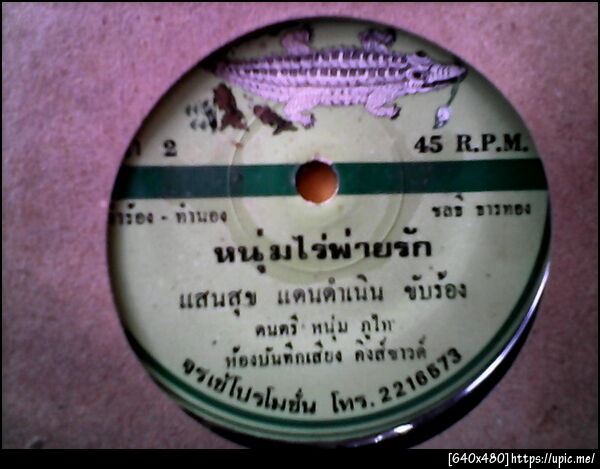 2
45 R.P.M.
คำร้อง - ทำนอง
ชลธี ธารทอง
หนุ่มไร่พ่ายรัก
แสนสุข แดนดำเนิน ขับร้อง
ดนตรี หนุ่ม ภูไท
ห้องบันทึกเสียง คิงส์ซาวด์
จรเข้โปรโมชั่น โทร. 2216573
[640x480]https://upic.me/